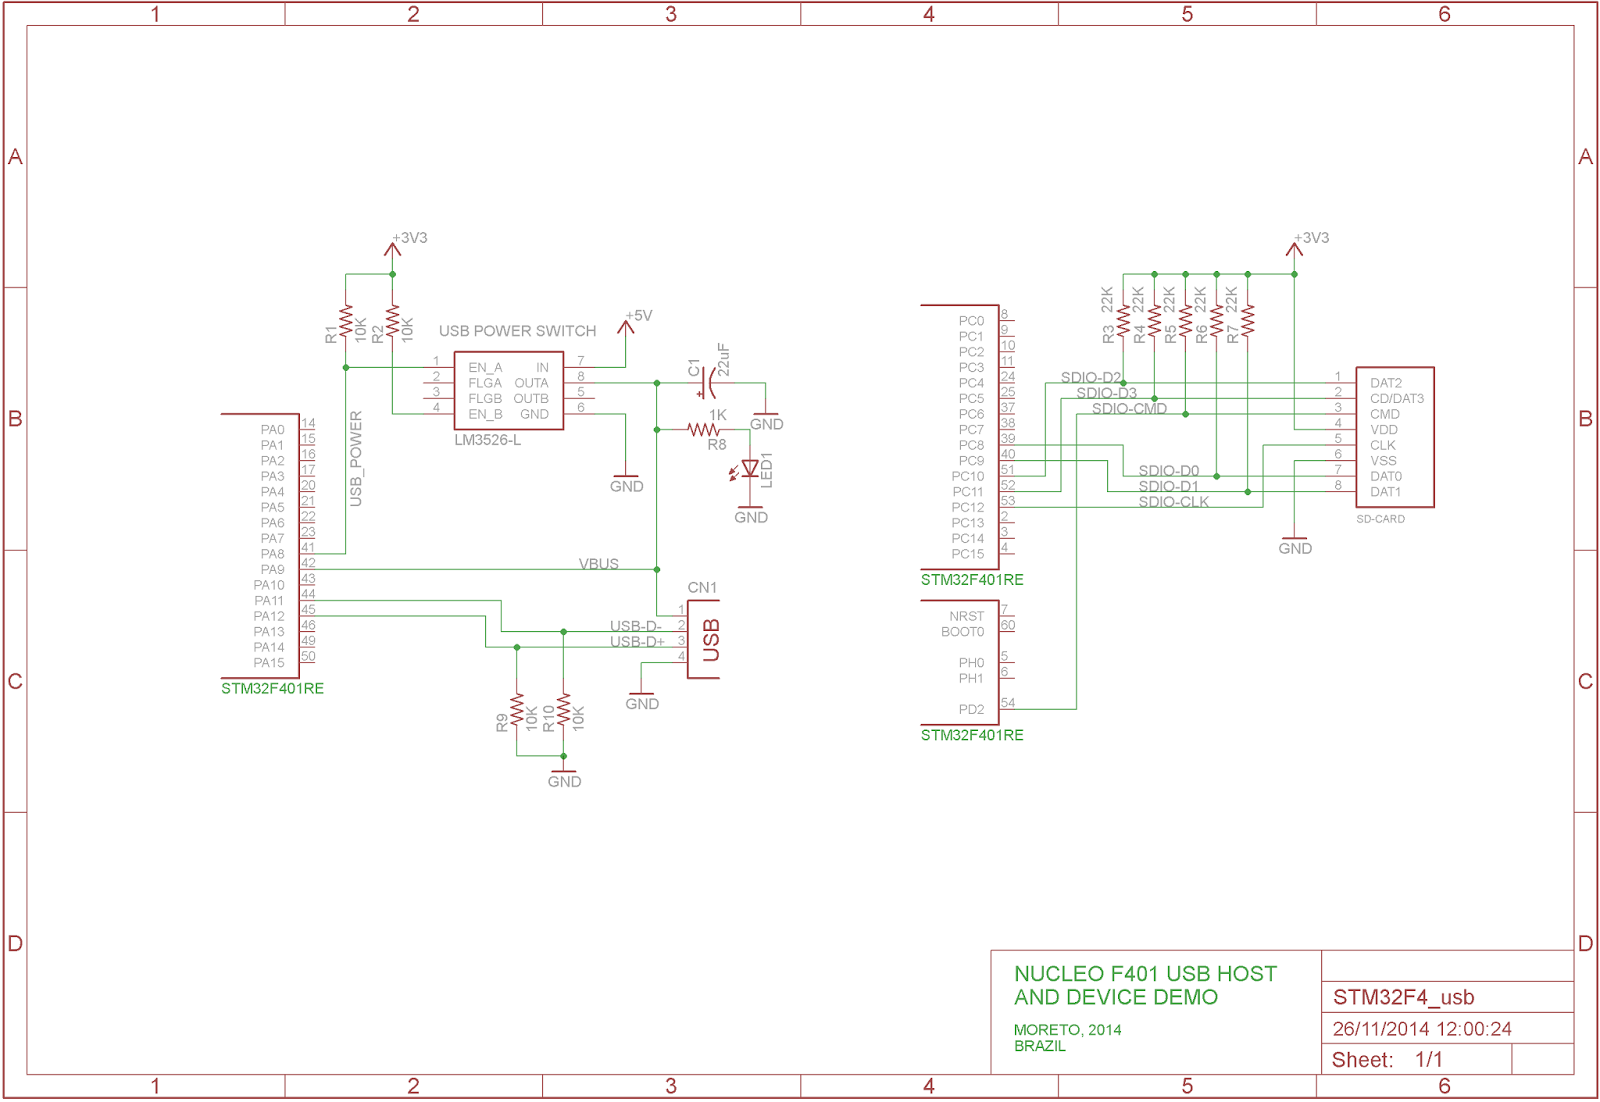 1 2 3 4 5 6
A A
+3V3
+3V3
R1 10K R2 10K
USB POWER SWITCH
+5V
1 EN_A IN 7
2 FLGA OUTA 8
3 FLGB OUTB 5
4 EN_B GND 6
LM3526-L
GND
C1 22uF
GND
1K
R8
LED1
GND
B B
USB_POWER
PA0 14
PA1 15
PA2 16
PA3 17
PA4 20
PA5 21
PA6 22
PA7 23
PA8 41
PA9 42
PA10 43
PA11 44
PA12 45
PA13 46
PA14 49
PA15 50
STM32F401RE
VBUS
CN1
USB-D-
USB-D+
1
2
3
4
USB
GND
R9 10K R10 10K
GND
PC0 8
PC1 9
PC2 10
PC3 11
PC4 24
PC5 25
PC6 37
PC7 38
PC8 39
PC9 40
PC10 51
PC11 52
PC12 53
PC13 2
PC14 3
PC15 4
STM32F401RE
NRST 7
BOOT0 60
PH0 5
PH1 6
PD2 54
STM32F401RE
R3 22K R4 22K R5 22K R6 22K R7 22K
SDIO-D2
SDIO-D3
SDIO-CMD
SDIO-D0
SDIO-D1
SDIO-CLK
1 DAT2
2 CD/DAT3
3 CMD
4 VDD
5 CLK
6 VSS
7 DAT0
8 DAT1
SD-CARD
GND
C C
D D
NUCLEO F401 USB HOST
AND DEVICE DEMO
MORETO, 2014
BRAZIL
STM32F4_usb
26/11/2014 12:00:24
Sheet: 1/1
1 2 3 4 5 6